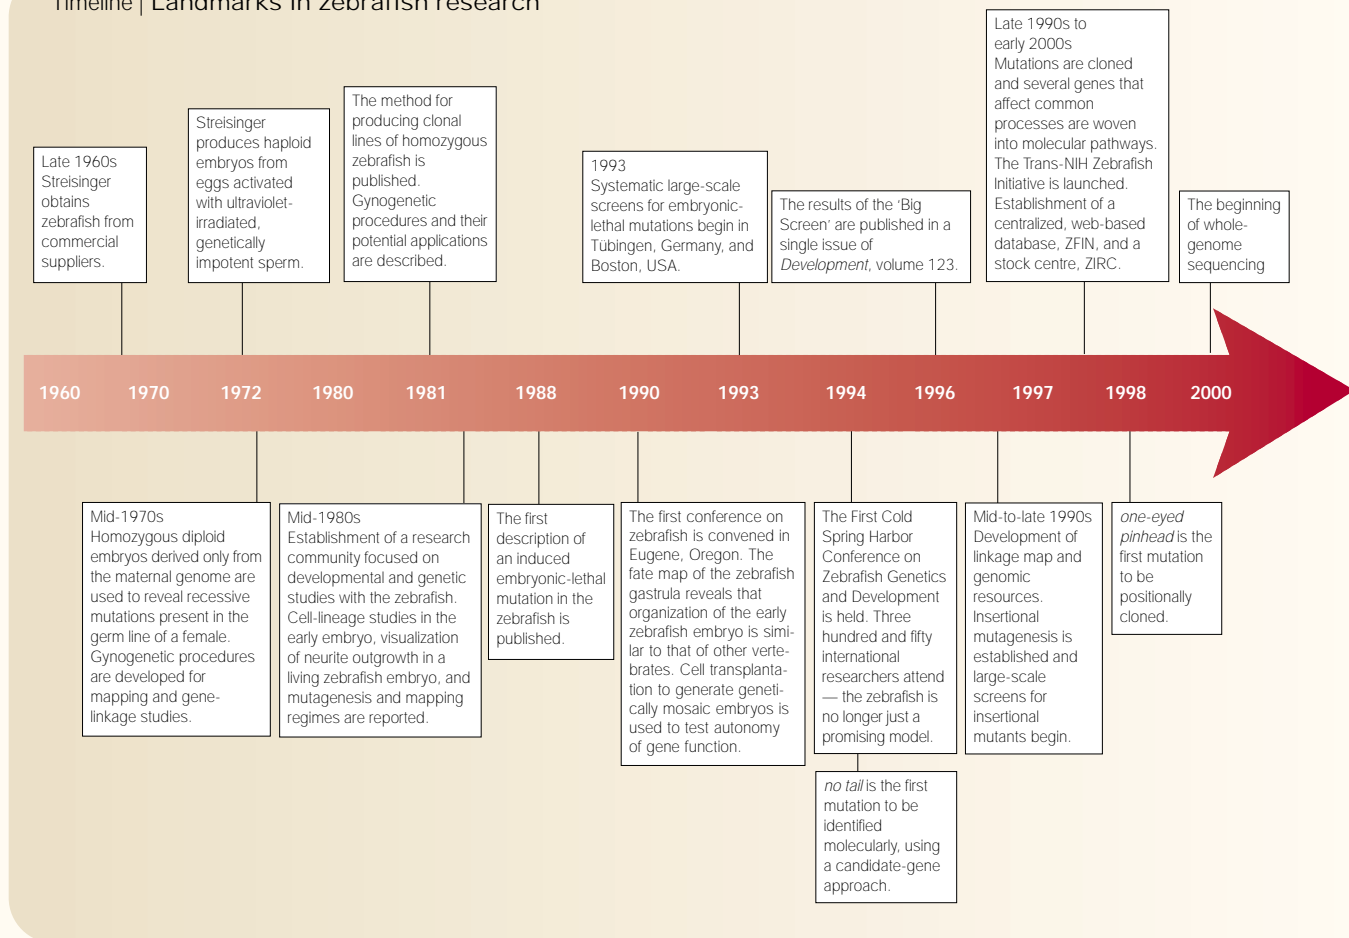 Timeline | Landmarks in zebrafish research
Late 1960s
Streisinger
obtains
zebrafish from
commercial
suppliers.
Streisinger
produces haploid
embryos from
eggs activated
with ultraviolet-
irradiated,
genetically
impotent sperm.
The method for
producing clonal
lines of homozygous
zebrafish is
published.
Gynogenetic
procedures and their
potential applications
are described.
1993
Systematic large-scale
screens for embryonic-
lethal mutations begin in
Tübingen, Germany, and
Boston, USA.
The results of the ‘Big
Screen’ are published in a
single issue of
Development, volume 123.
Late 1990s to
early 2000s
Mutations are cloned
and several genes that
affect common
processes are woven
into molecular pathways.
The Trans-NIH Zebrafish
Initiative is launched.
Establishment of a
centralized, web-based
database, ZFIN, and a
stock centre, ZIRC.
The beginning
of whole-
genome
sequencing
1960 1970 1972 1980 1981 1988 1990 1993 1994 1996 1997 1998 2000
Mid-1970s
Homozygous diploid
embryos derived only from
the maternal genome are
used to reveal recessive
mutations present in the
germ line of a female.
Gynogenetic procedures
are developed for
mapping and gene-
linkage studies.
Mid-1980s
Establishment of a research
community focused on
developmental and genetic
studies with the zebrafish.
Cell-lineage studies in the
early embryo, visualization
of neurite outgrowth in a
living zebrafish embryo, and
mutagenesis and mapping
regimes are reported.
The first
description of
an induced
embryonic-lethal
mutation in the
zebrafish is
published.
The first conference on
zebrafish is convened in
Eugene, Oregon. The
fate map of the zebrafish
gastrula reveals that
organization of the early
zebrafish embryo is simi-
lar to that of other verte-
brates. Cell transplanta-
tion to generate geneti-
cally mosaic embryos is
used to test autonomy
of gene function.
The First Cold
Spring Harbor
Conference on
Zebrafish Genetics
and Development
is held. Three
hundred and fifty
international
researchers attend
— the zebrafish is
no longer just a
promising model.
no tail is the first
mutation to be
identified
molecularly, using
a candidate-gene
approach.
Mid-to-late 1990s
Development of
linkage map and
genomic
resources.
Insertional
mutagenesis is
established and
large-scale
screens for
insertional
mutants begin.
one-eyed
pinhead is the
first mutation
to be
positionally
cloned.